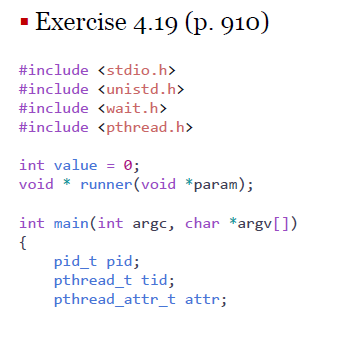 ▪ Exercise 4.19 (p. 910)
#include <stdio.h>
#include <unistd.h>
#include <wait.h>
#include <pthread.h>
int value = 0;
void * runner(void *param);
int main(int argc, char *argv[])
{
    pid_t pid;
    pthread_t tid;
    pthread_attr_t attr;